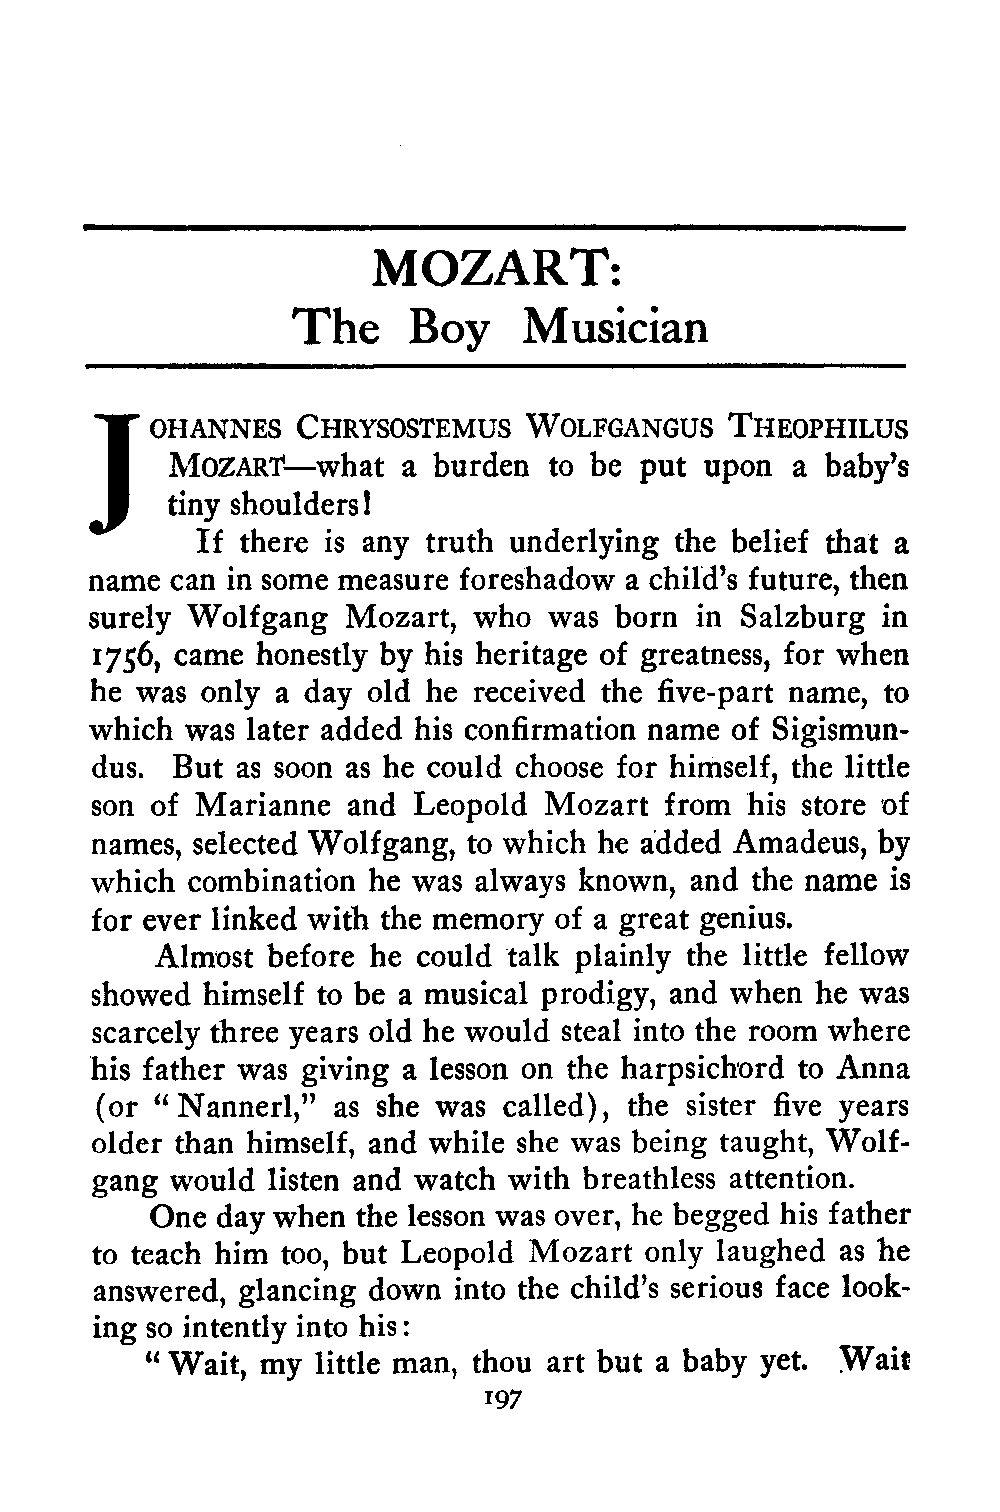 MOZART:
The Boy Musician
JOHANNES CHRYSOSTEMUS WOLFGANGUS THEOPHILUS
MOZART—what a burden to be put upon a baby's
tiny shoulders!
If there is any truth underlying the belief that a
name can in some measure foreshadow a child's future, then
surely Wolfgang Mozart, who was born in Salzburg in
1756, came honestly by his heritage of greatness, for when
he was only a day old he received the five-part name, to
which was later added his confirmation name of Sigismun-
dus. But as soon as he could choose for himself, the little
son of Marianne and Leopold Mozart from his store of
names, selected Wolfgang, to which he added Amadeus, by
which combination he was always known, and the name is
for ever linked with the memory of a great genius.
Almost before he could talk plainly the little fellow
showed himself to be a musical prodigy, and when he was
scarcely three years old he would steal into the room where
his father was giving a lesson on the harpsichord to Anna
(or "Nannerl," as she was called), the sister five years
older than himself, and while she was being taught, Wolf-
gang would listen and watch with breathless attention.
One day when the lesson was over, he begged his father
to teach him too, but Leopold Mozart only laughed as he
answered, glancing down into the child's serious face look-
ing so intently into his:
"Wait, my little man, thou art but a baby yet. Wait
197